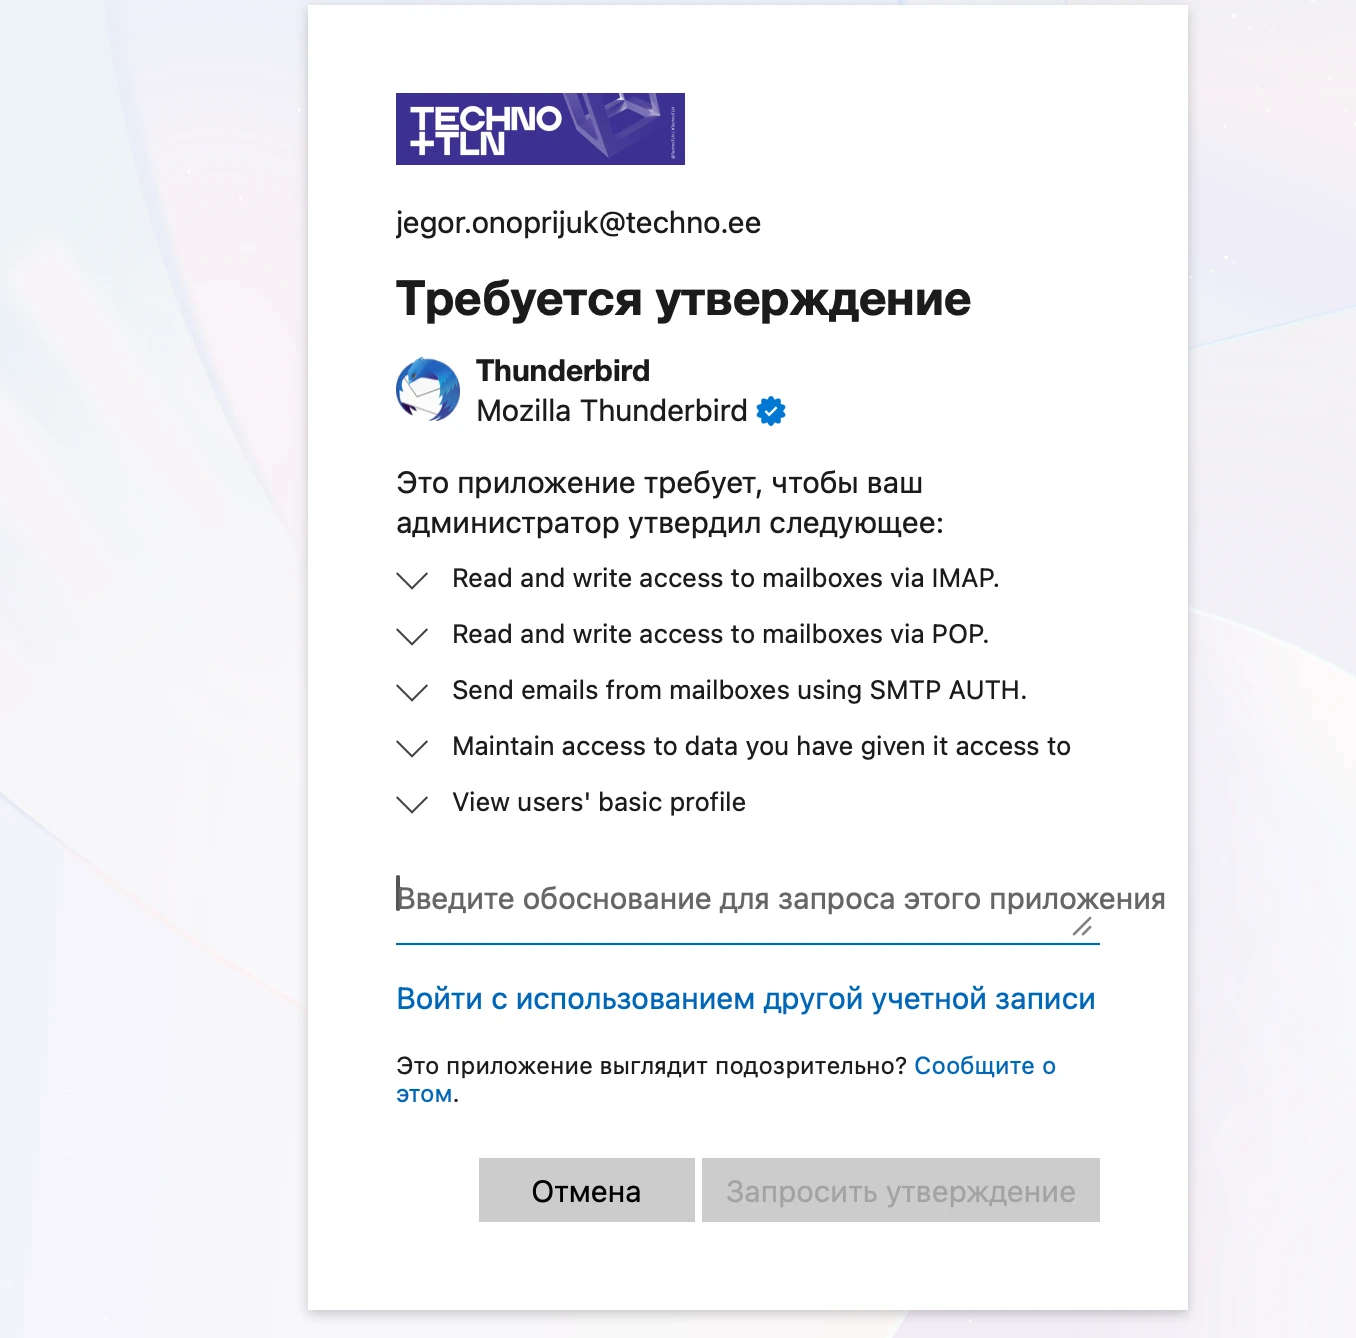 TECHNO
+TLN
jegor.onoprijuk@techno.ee
Требуется утверждение
Thunderbird
Mozilla Thunderbird
Это приложение требует, чтобы ваш
администратор утвердил следующее:
Read and write access to mailboxes via IMAP.
Read and write access to mailboxes via POP.
Send emails from mailboxes using SMTP AUTH.
Maintain access to data you have given it access to
View users' basic profile
Введите обоснование для запроса этого приложения
Войти с использованием другой учетной записи
Это приложение выглядит подозрительно? Сообщите о
этом.
Отмена
Запросить утверждение